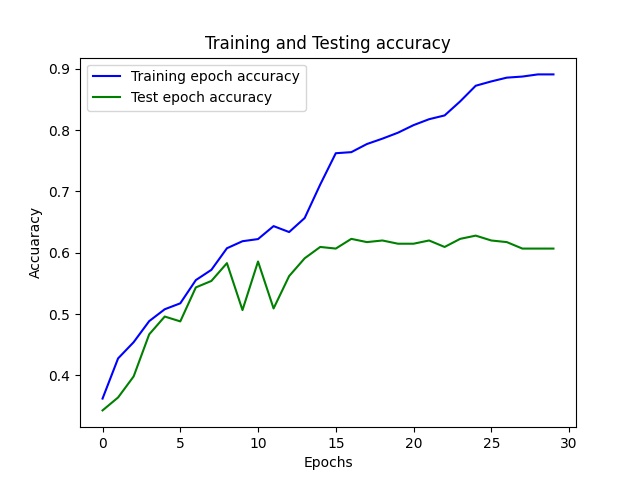 Training and Testing accuracy
Training epoch accuracy
Test epoch accuracy
0.9
0.8
0.7
0.6
0.5
0.4
Accuaracy
0 5 10 15 20 25 30
Epochs